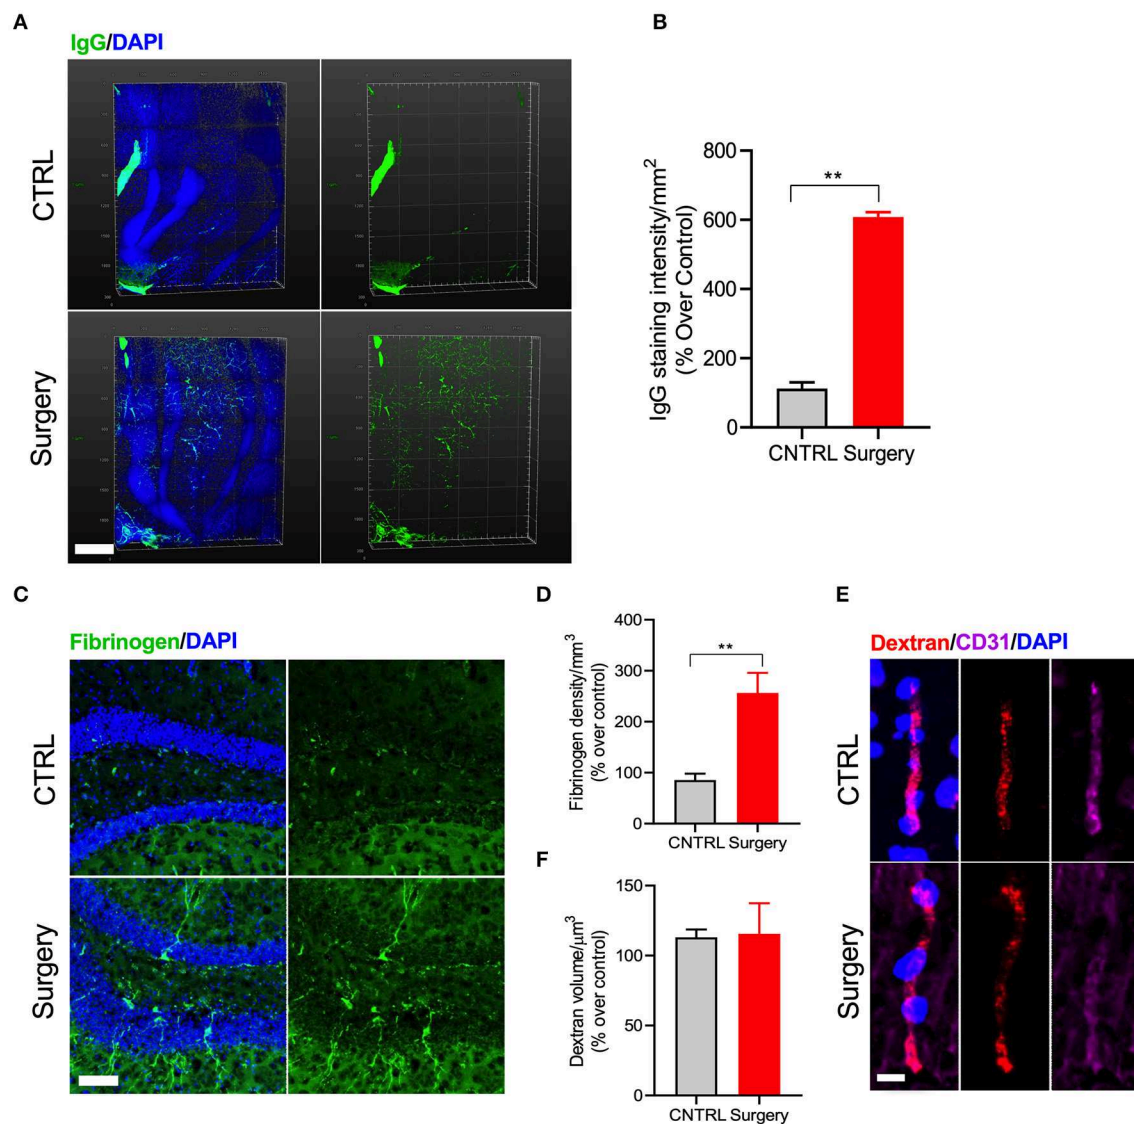 A
IgG/DAPI
CTRL
Surgery
B
IgG staining intensity/mm2
(% Over Control)
800
600
400
200
0
**
CNTRL Surgery
C
Fibrinogen/DAPI
CTRL
Surgery
D
Fibrinogen density/mm3
(% over control)
400
300
200
100
0
**
CNTRL Surgery
E
Dextran/CD31/DAPI
CTRL
Surgery
F
Dextran volume/μm3
(% over control)
150
100
50
0
CNTRL Surgery